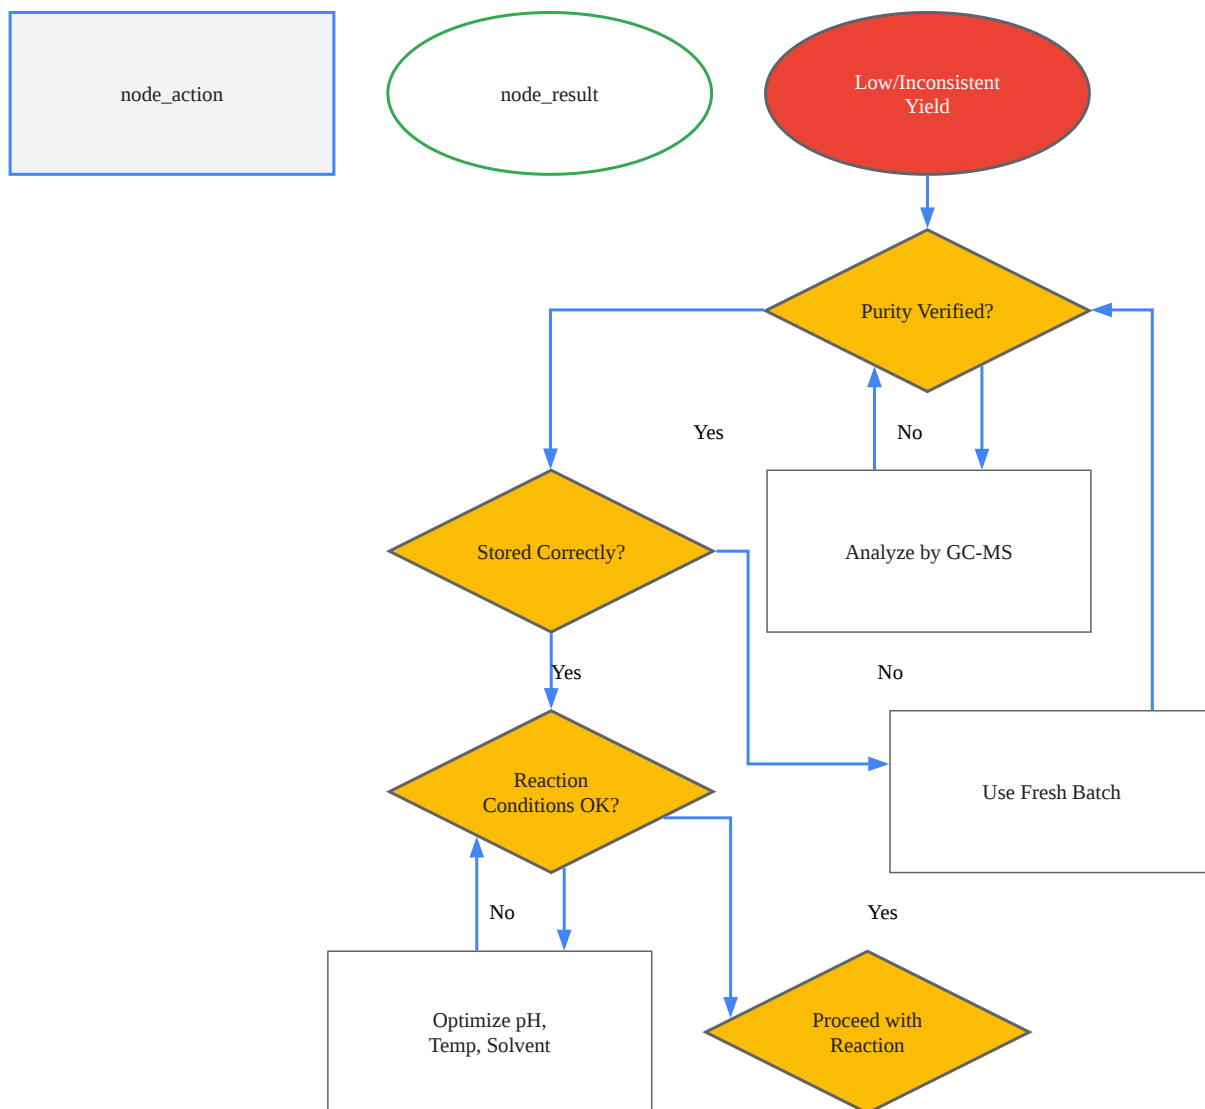 node_action
node_result
Low/Inconsistent
Yield
Purity Verified?
Yes
No
Stored Correctly?
Analyze by GC-MS
Yes
No
Reaction
Conditions OK?
Use Fresh Batch
No
Yes
Optimize pH,
Temp, Solvent
Proceed with
Reaction